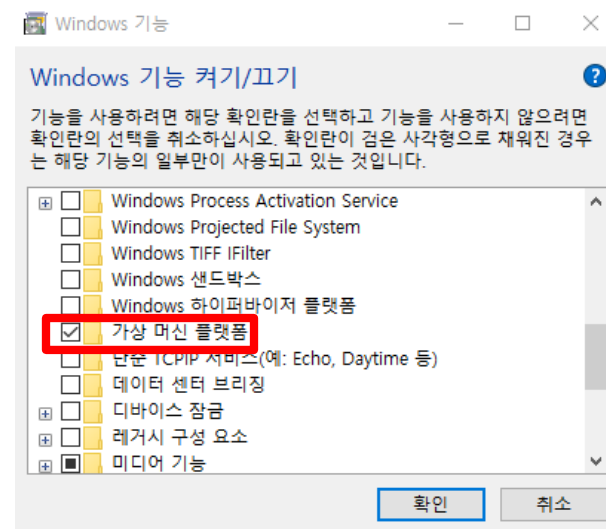 Windows 기능
Windows 기능 켜기/끄기
기능을 사용하려면 해당 확인란을 선택하고 기능을 사용하지 않으려면
확인란의 선택을 취소하십시오. 확인란이 검은 사각형으로 채워진 경우
는 해당 기능의 일부만이 사용되고 있는 것입니다.
Windows Process Activation Service
Windows Projected File System
Windows TIFF IFilter
Windows 샌드박스
Windows 하이퍼바이저 플랫폼
가상 머신 플랫폼
단순 TCPIP 서비스(예: Echo, Daytime 등)
데이터 센터 브리징
디바이스 잠금
레거시 구성 요소
미디어 기능
확인
취소